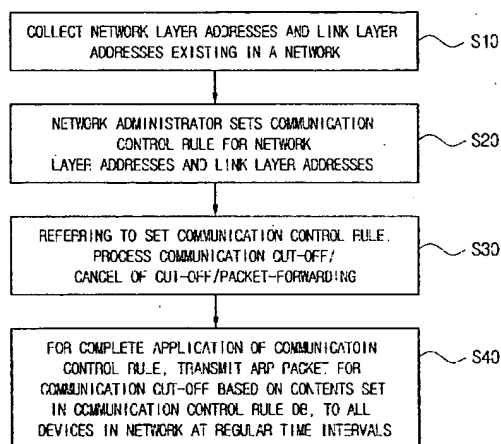 COLLECT NETWORK LAYER ADDRESSES AND LINK LAYER
ADDRESSES EXISTING IN A NETWORK
S10
NETWORK ADMINISTRATOR SETS COMMUNICATION
CONTROL RULE FOR NETWORK
LAYER ADDRESSES AND LINK LAYER ADDRESSES
S20
REFERRING TO SET COMMUNICATION CONTROL RULE,
PROCESS COMMUNICATION CUT-OFF/
CANCEL OF CUT-OFF/PACKET-FORWARDING
S30
FOR COMPLETE APPLICATION OF COMMUNICATOIN
CONTROL RULE, TRANSMIT ARP PACKET FOR
COMMUNICATION CUT-OFF BASED ON CONTENTS SET
IN COMMUNICATION CONTROL RULE DB, TO ALL
DEVICES IN NETWORK AT REGULAR TIME INTERVALS
S40